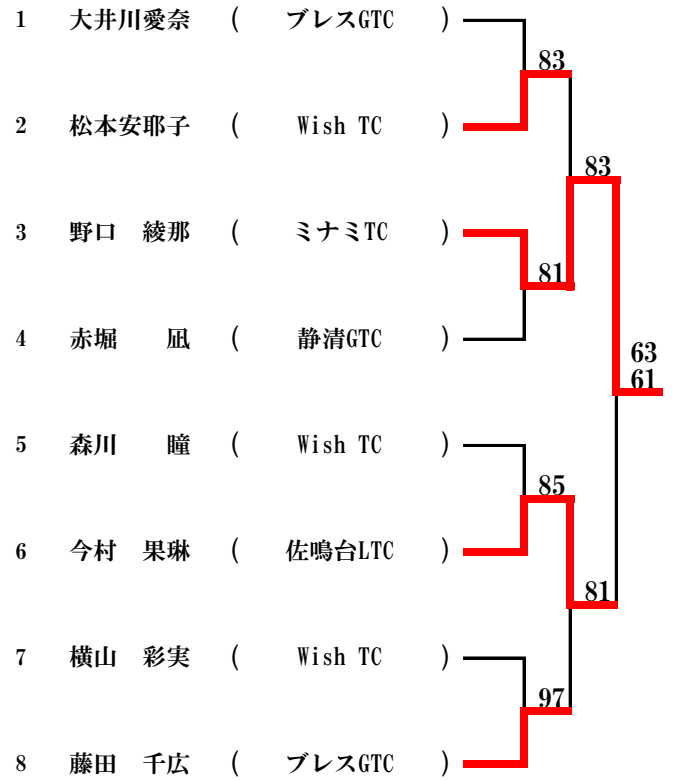 1 大井川愛奈 ( ブレスGTC )
83
2 松本安耶子 ( Wish TC )
83
3 野口 綾那 ( ミナミTC )
81
4 赤堀 凪 ( 静清GTC )
63
61
5 森川 瞳 ( Wish TC )
85
6 今村 果琳 ( 佐鳴台LTC )
81
7 横山 彩実 ( Wish TC )
97
8 藤田 千広 ( ブレスGTC )